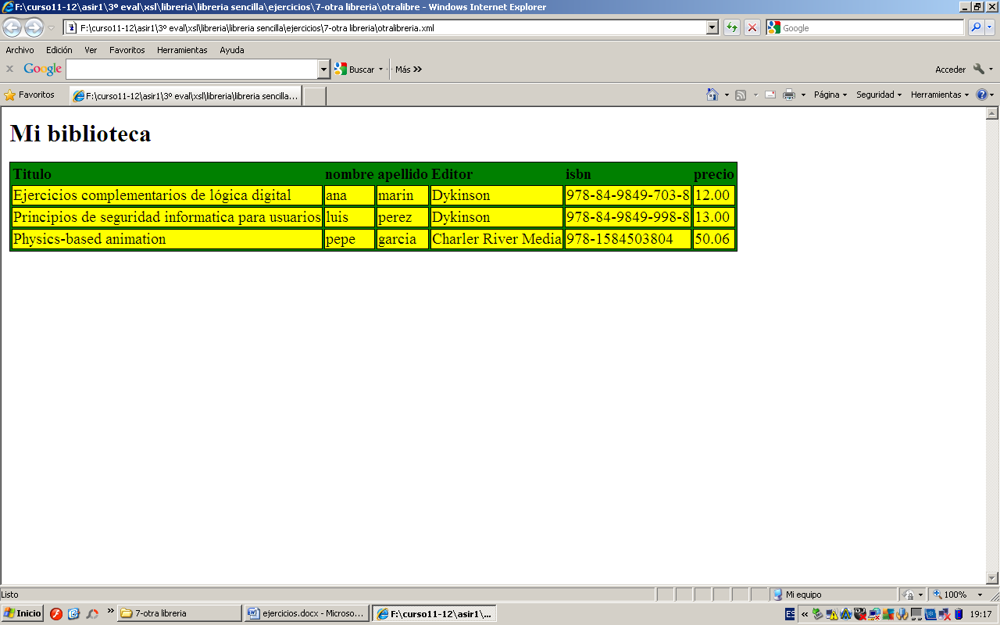 F:\curso11-12\asir1\3º eval\xsl\libreria\libreria sencilla\ejercicios\7-otra libreria\otralibre - Windows Internet Explorer
F:\curso11-12\asir1\3º eval\xsl\libreria\libreria sencilla\ejercicios\7-otra libreria\otralibreria.xml
Google
Archivo Edición Ver Favoritos Herramientas Ayuda
x Google Buscar Más » Acceder
Favoritos F:\curso11-12\asir1\3º eval\xsl\libreria\libreria sencilla... Página Seguridad Herramientas
Mi biblioteca
Titulo nombre apellido Editor isbn precio
Ejercicios complementarios de lógica digital ana marin Dykinson 978-84-9849-703-8 12.00
Principios de seguridad informatica para usuarios luis perez Dykinson 978-84-9849-998-8 13.00
Physics-based animation pepe garcia Charler River Media 978-1584503804 50.06
Listo Mi equipo 100%
Inicio » 7-otra libreria ejercicios.docx - Microso... F:\curso11-12\asir1\... ES « 19:17